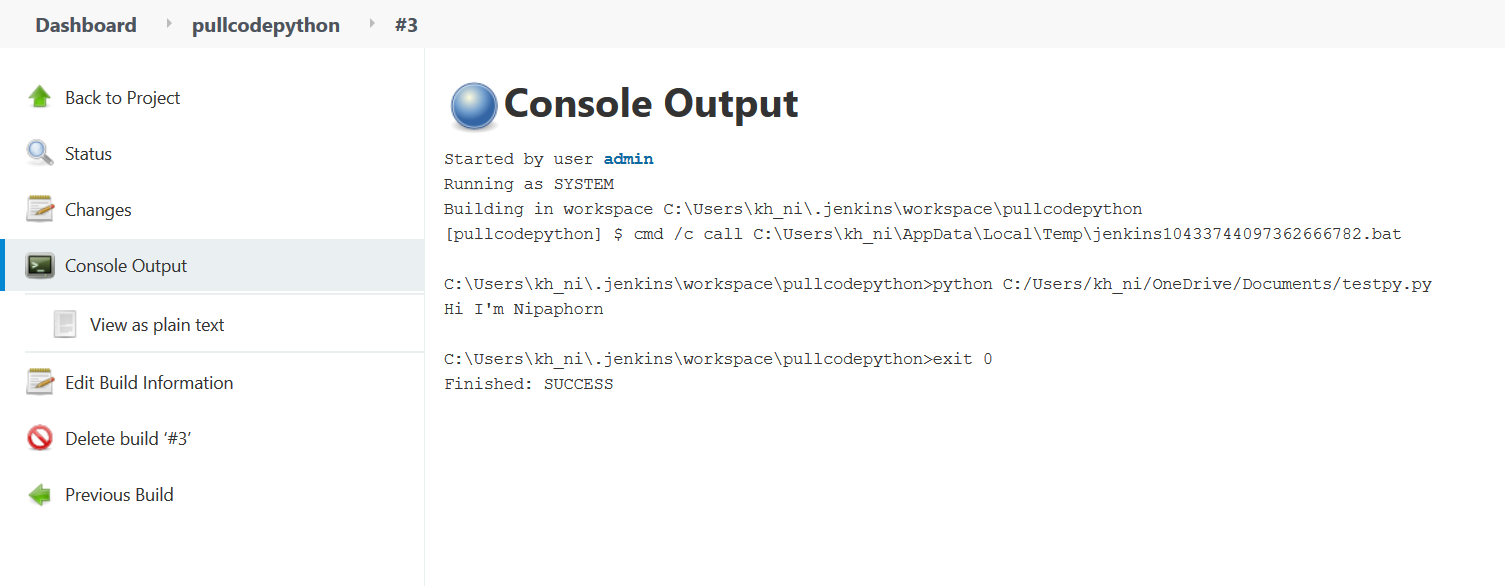 Dashboard pullcodepython #3
Back to Project
Status
Changes
Console Output
View as plain text
Edit Build Information
Delete build ‘#3’
Previous Build
Console Output
Started by user admin
Running as SYSTEM
Building in workspace C:\Users\kh_ni\.jenkins\workspace\pullcodepython
[pullcodepython] $ cmd /c call C:\Users\kh_ni\AppData\Local\Temp\jenkins10433744097362666782.bat
C:\Users\kh_ni\.jenkins\workspace\pullcodepython>python C:/Users/kh_ni/OneDrive/Documents/testpy.py
Hi I'm Nipaphorn
C:\Users\kh_ni\.jenkins\workspace\pullcodepython>exit 0
Finished: SUCCESS